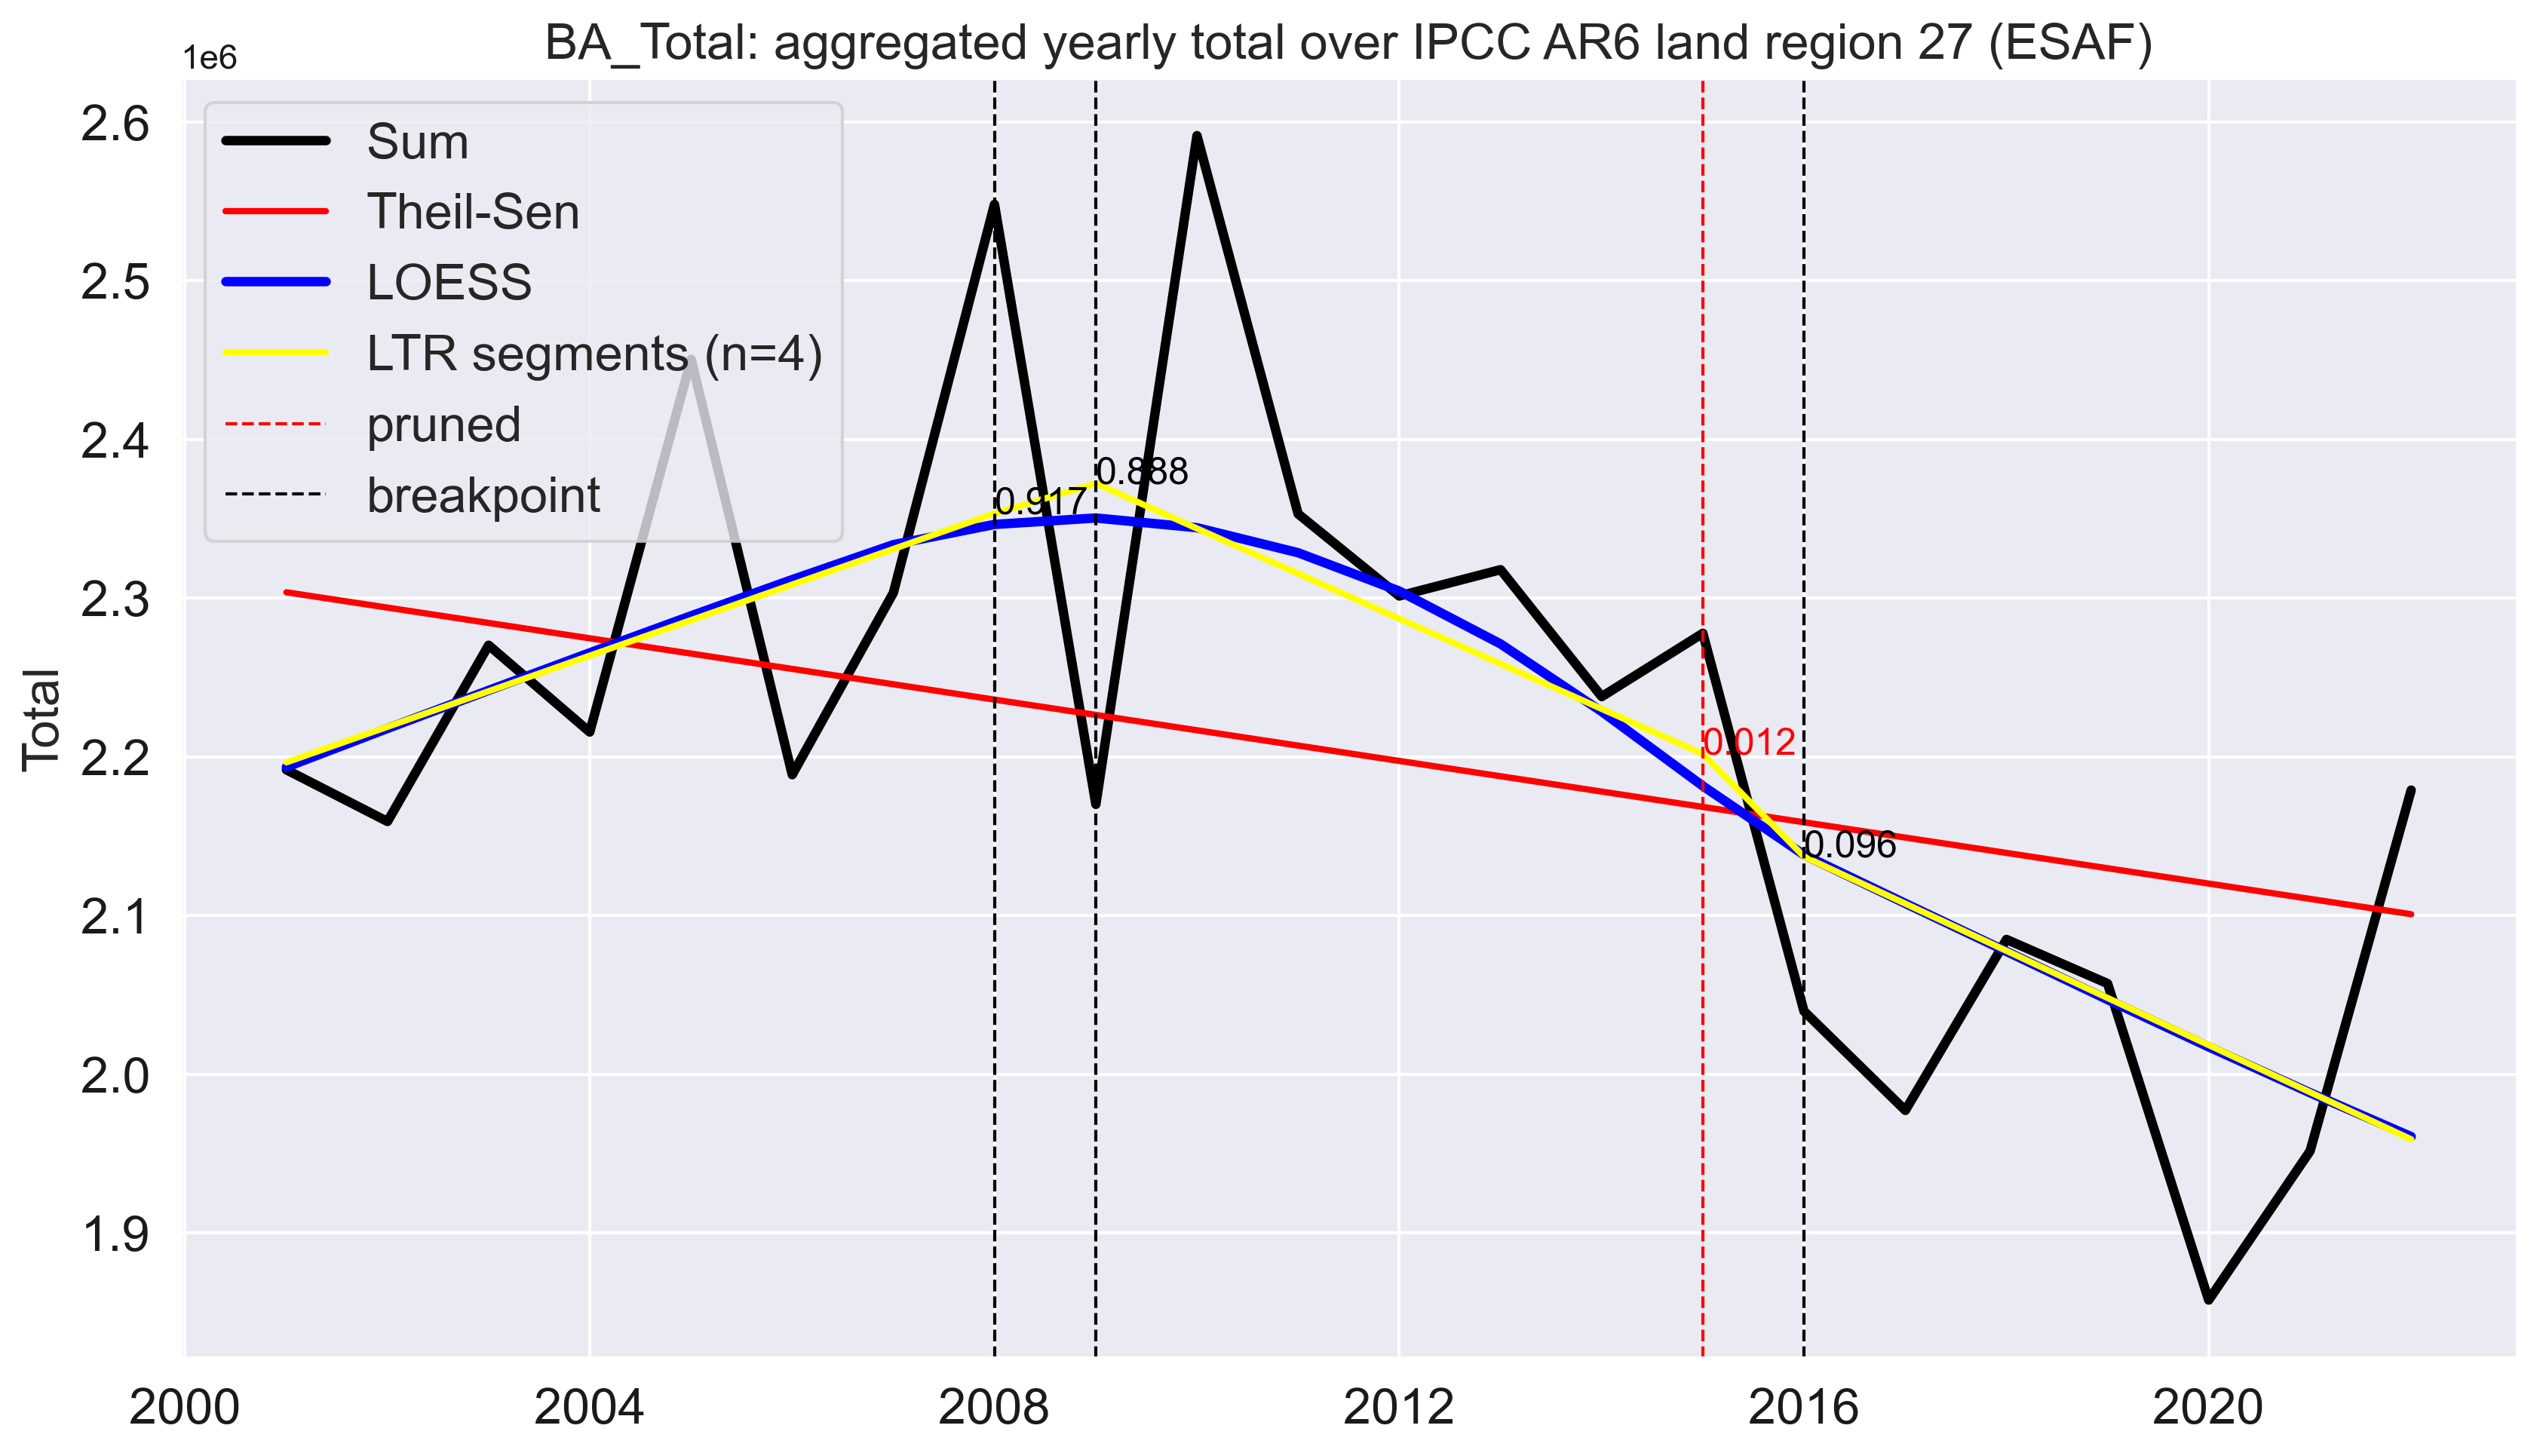 BA_Total: aggregated yearly total over IPCC AR6 land region 27 (ESAF)
1e6
2.6
2.5
2.4
2.3
2.2
2.1
2.0
1.9
Total
Sum
Theil-Sen
LOESS
LTR segments (n=4)
pruned
breakpoint
0.917
0.888
0.012
0.096
2000
2004
2008
2012
2016
2020